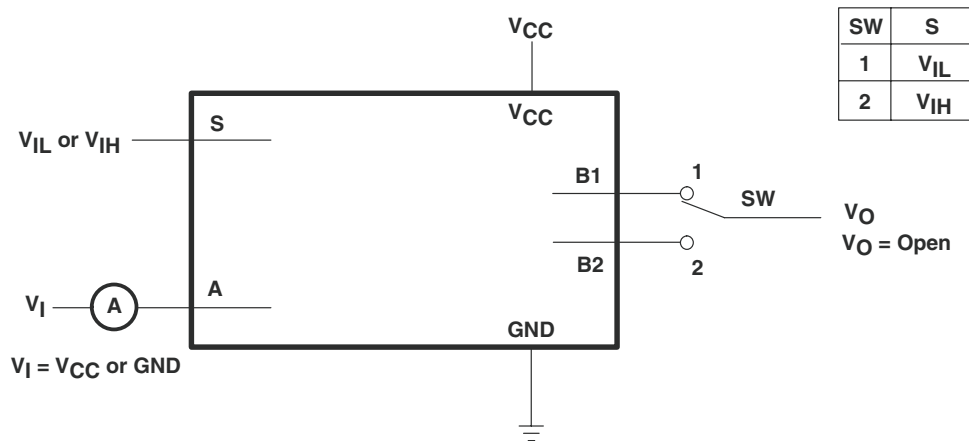 VCC
SW S
1 VIL
2 VIH
VCC
S
VIL or VIH
B1
1
SW
VO
VO = Open
B2
2
A
VI
A
GND
VI = VCC or GND